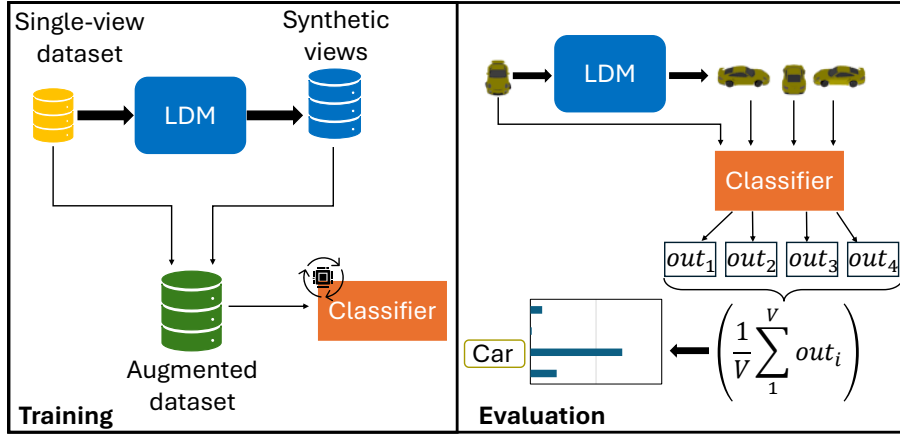 Single-view
dataset
Synthetic
views
LDM
Classifier
Augmented
dataset
Training
LDM
Classifier
out₁ out₂ out₃ out₄
Car
(1/V ∑₁ⱽ outᵢ)
Evaluation